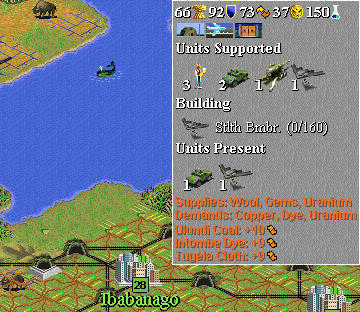 66 92 73 37 150
Units Supported
3 2 1 1
Building
Stlth Bmbr. (0/160)
Units Present
1 1
Supplies: Wool, Gems, Uranium
Demands: Copper, Dye, Uranium
Ulundi Coal: +10
Intombe Dye: +9
Tugela Cloth: +9
28
Ibabanago